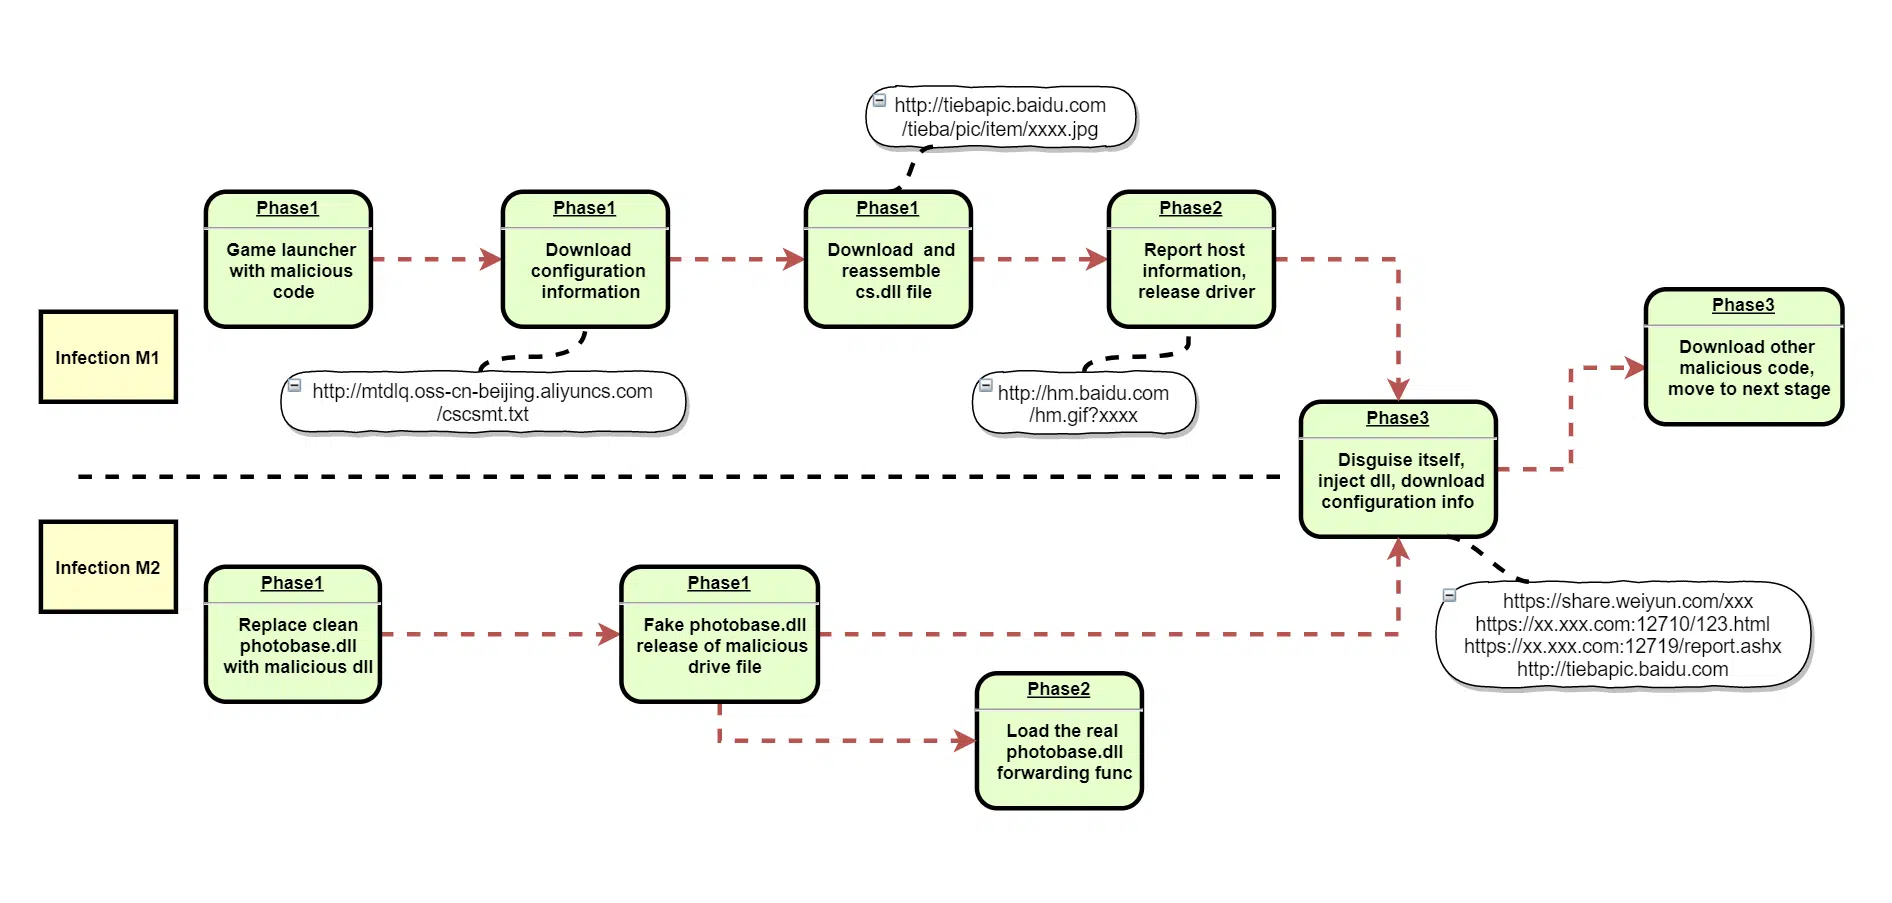 http://tiebapic.baidu.com
/tieba/pic/item/xxxx.jpg
Phase1
Game launcher
with malicious
code
Phase1
Download
configuration
information
Phase1
Download and
reassemble
cs.dll file
Phase2
Report host
information,
release driver
Infection M1
http://mtdlq.oss-cn-beijing.aliyuncs.com
/cscsmt.txt
http://hm.baidu.com
/hm.gif?xxxx
Phase3
Disguise itself,
inject dll, download
configuration info
Phase3
Download other
malicious code,
move to next stage
Infection M2
Phase1
Replace clean
photobase.dll
with malicious dll
Phase1
Fake photobase.dll
release of malicious
drive file
Phase2
Load the real
photobase.dll
forwarding func
https://share.weiyun.com/xxx
https://xx.xxx.com:12710/123.html
https://xx.xxx.com:12719/report.ashx
http://tiebapic.baidu.com